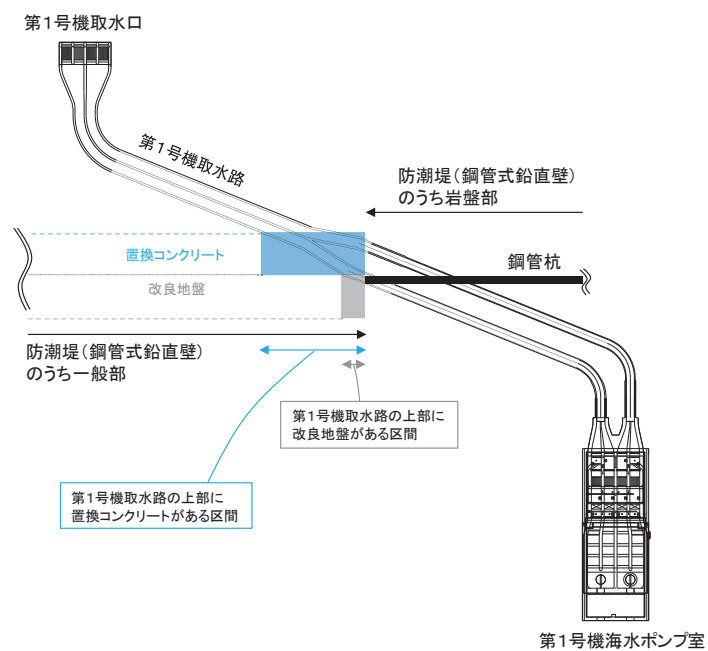 第1号機取水口
第1号機取水路
防潮堤(鋼管式鉛直壁)
のうち岩盤部
置換コンクリート
鋼管杭
改良地盤
防潮堤(鋼管式鉛直壁)
のうち一般部
第1号機取水路の上部に
改良地盤がある区間
第1号機取水路の上部に
置換コンクリートがある区間
第1号機海水ポンプ室